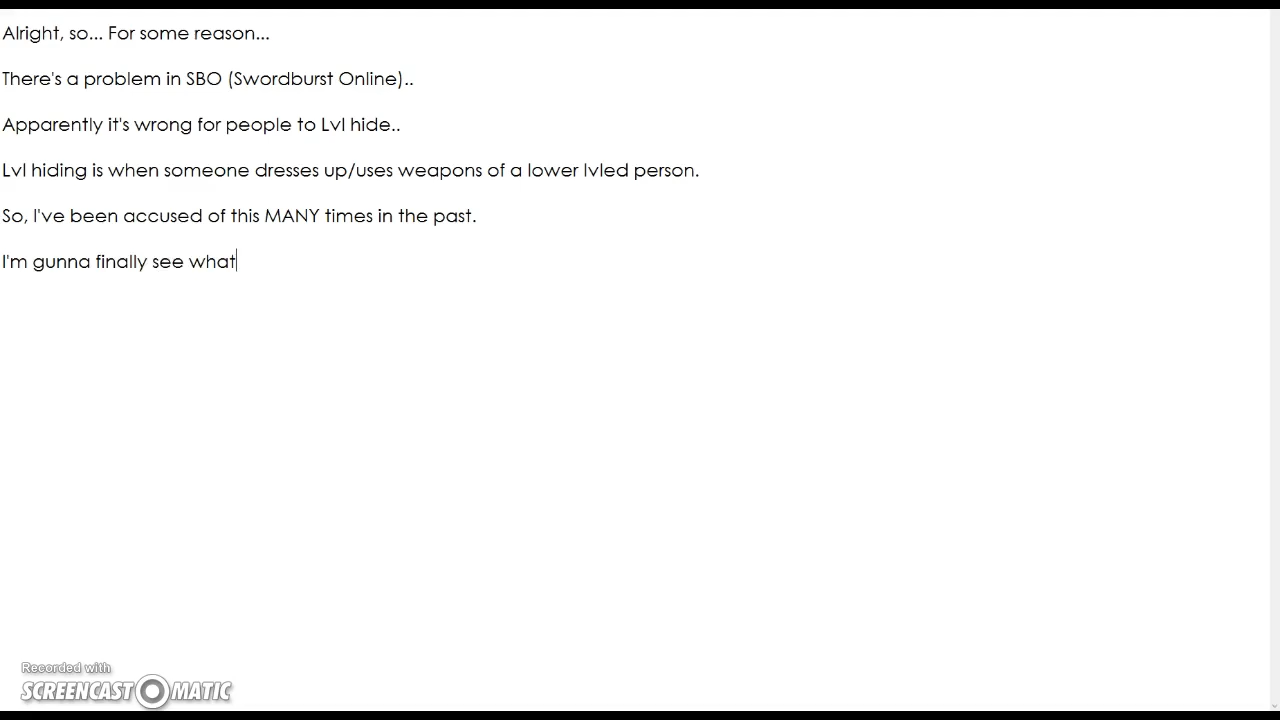 Alright, so... For some reason...
There's a problem in SBO (Swordburst Online)..
Apparently it's wrong for people to Lvl hide..
Lvl hiding is when someone dresses up/uses weapons of a lower lvled person.
So, I've been accused of this MANY times in the past.
I'm gunna finally see what
Recorded with
SCREENCAST MATIC